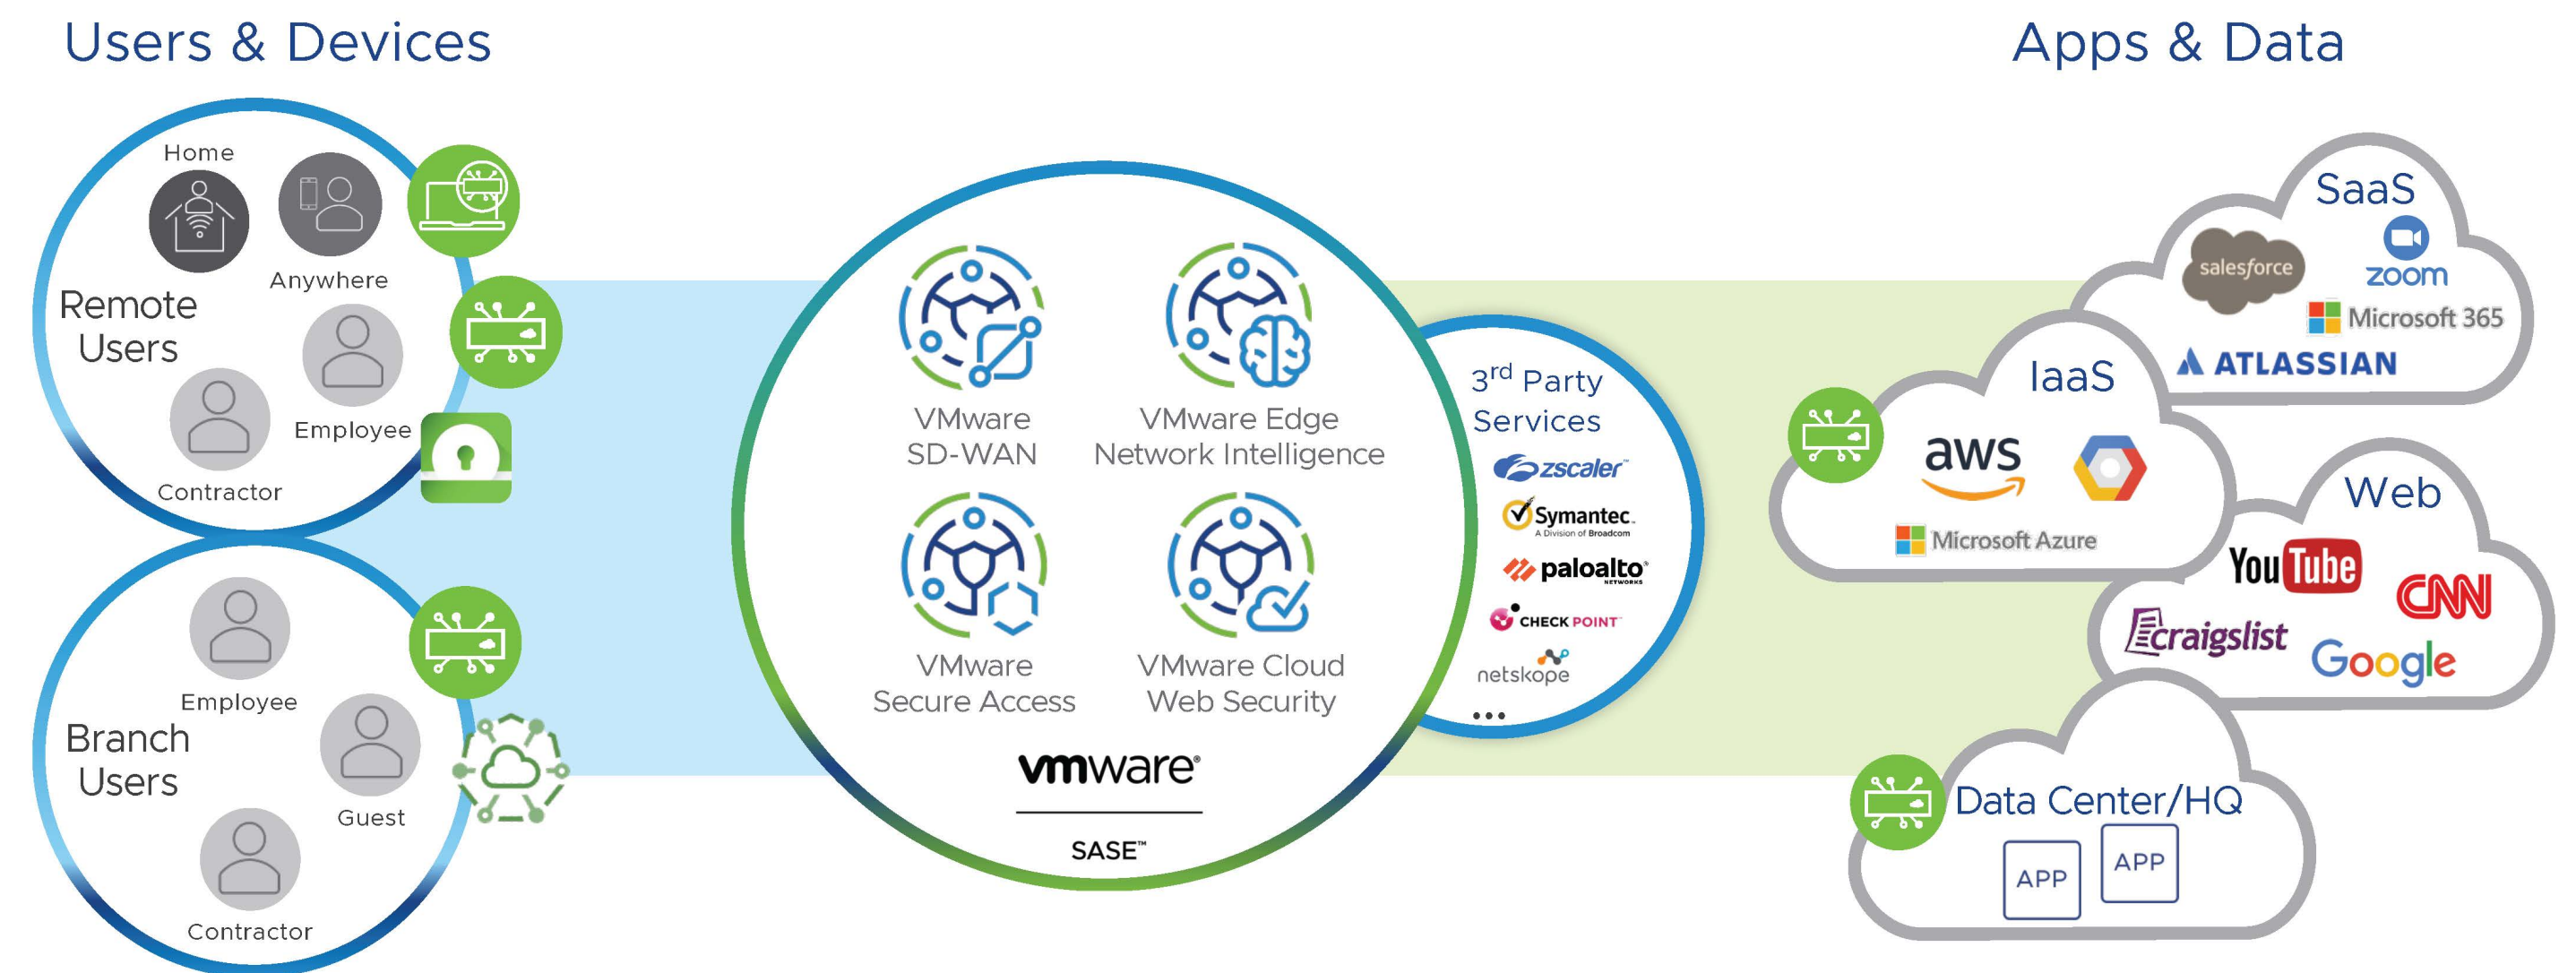 Users & Devices
Apps & Data
Home
Anywhere
Remote
Users
Employee
Contractor
Employee
Branch
Users
Guest
Contractor
VMware
SD-WAN
VMware Edge
Network Intelligence
VMware
Secure Access
VMware Cloud
Web Security
vmware®
SASE™
3rd Party
Services
zscaler™
Symantec.
A Division of Broadcom
paloalto®
NETWORKS
CHECK POINT™
netskope
...
SaaS
salesforce
zoom
Microsoft 365
ATLASSIAN
IaaS
aws
Microsoft Azure
Web
YouTube
CNN
craigslist
Google
Data Center/HQ
APP
APP